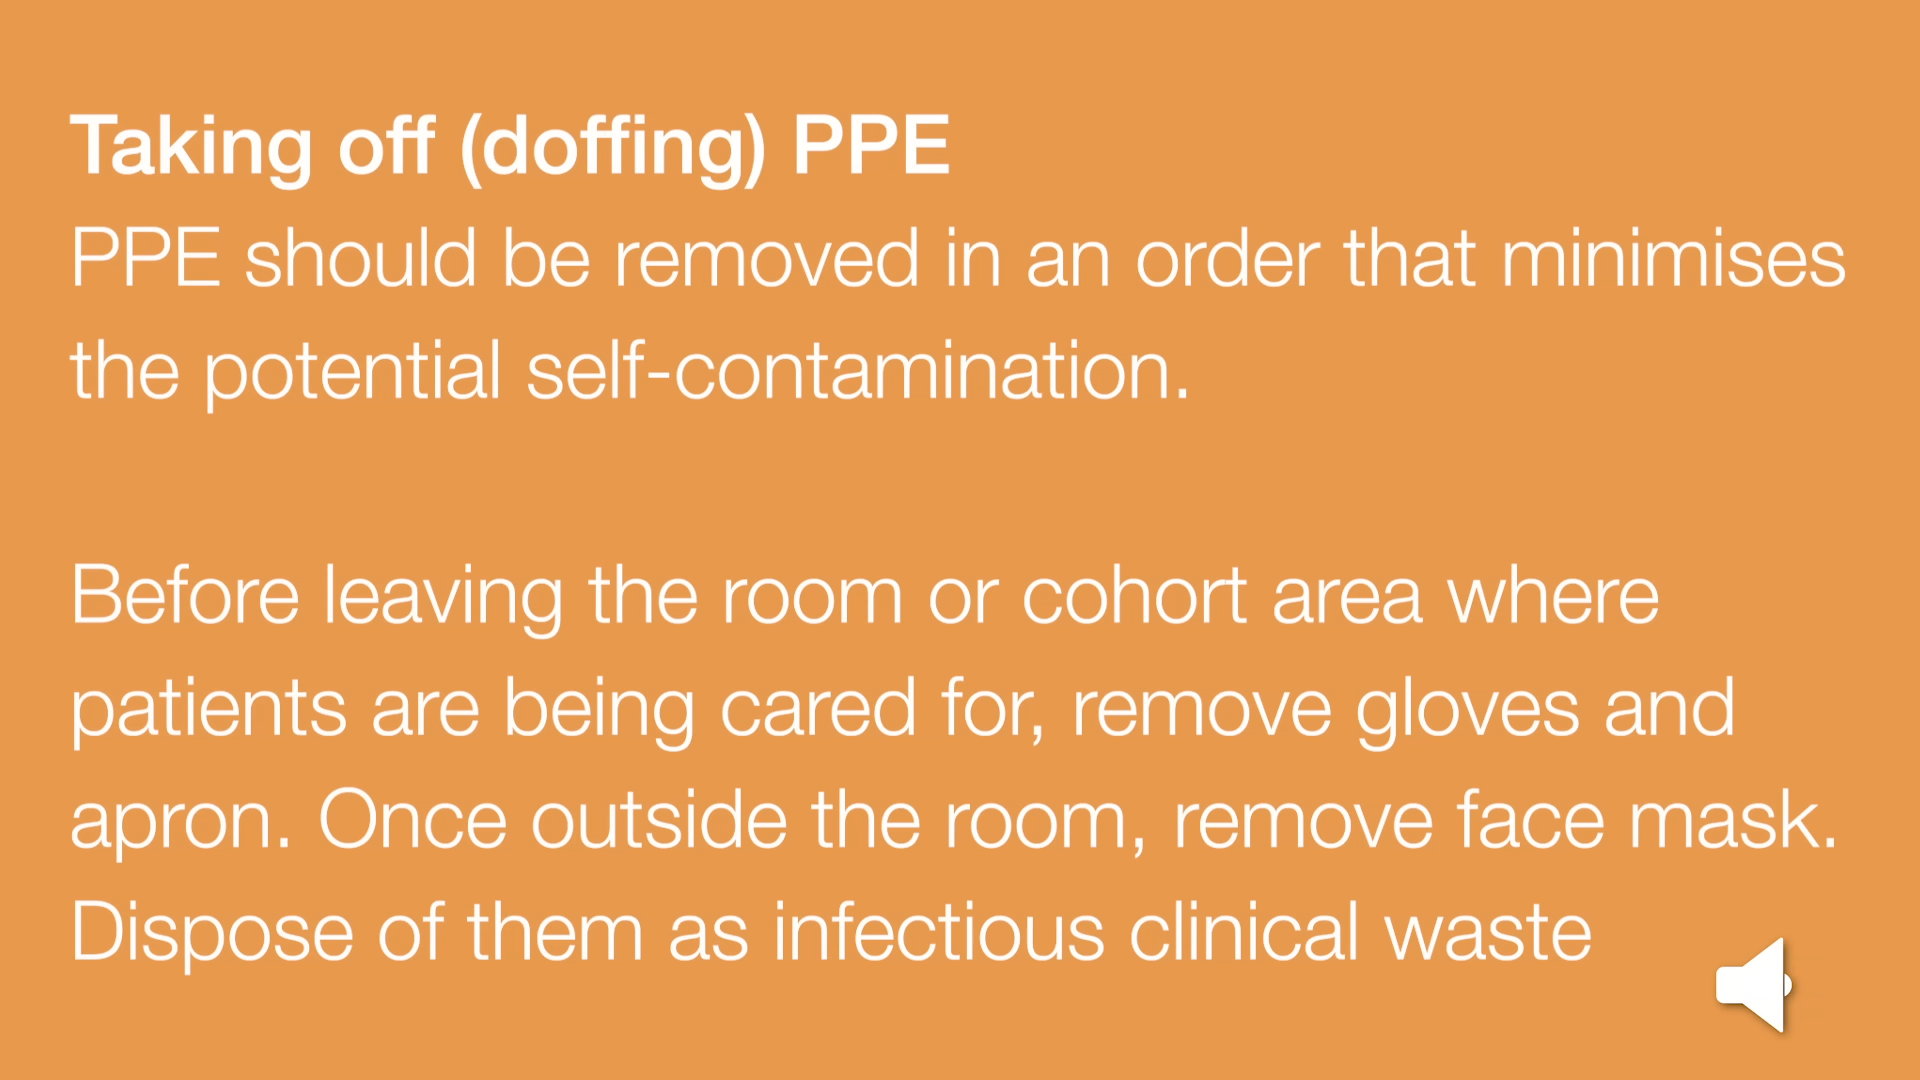 Taking off (doffing) PPE
PPE should be removed in an order that minimises
the potential self-contamination.
Before leaving the room or cohort area where
patients are being cared for, remove gloves and
apron. Once outside the room, remove face mask.
Dispose of them as infectious clinical waste